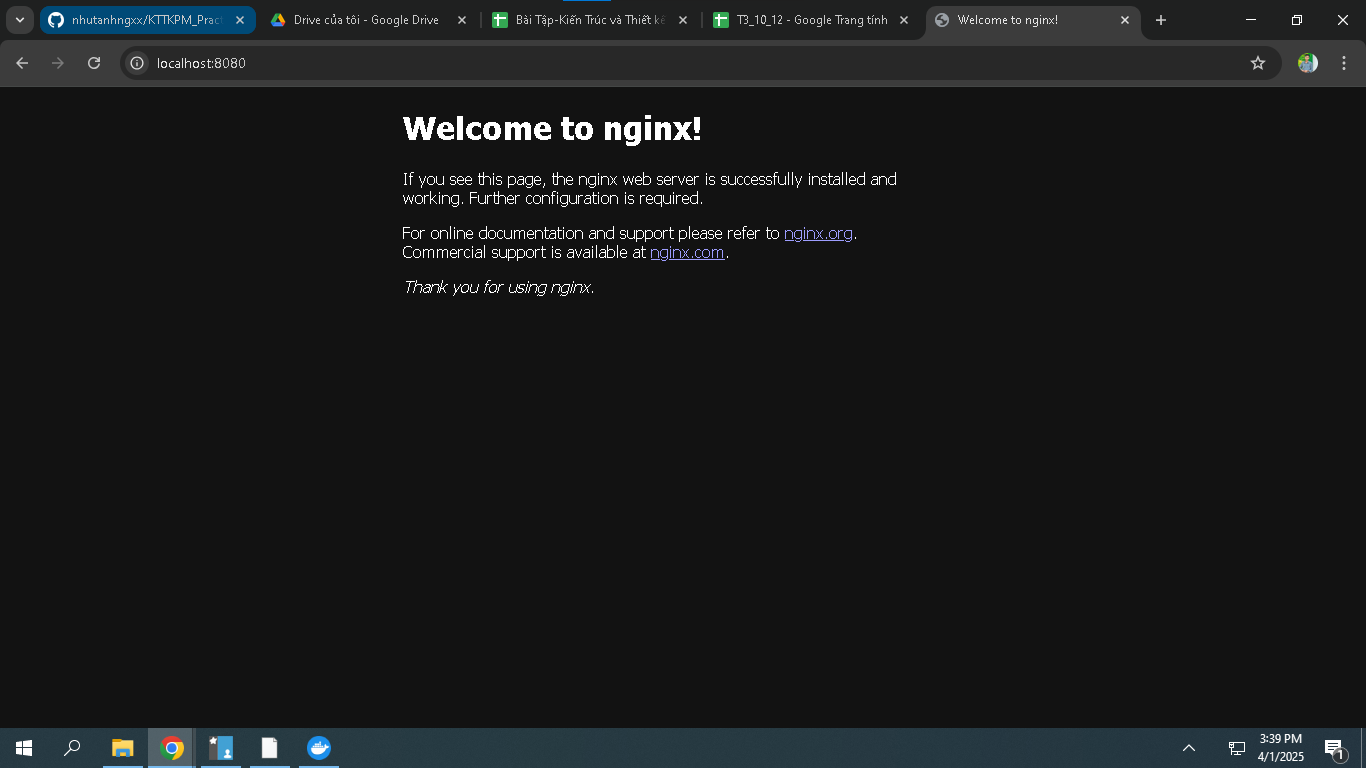 nhutanhngxx/KTTKPM_Pract
Drive của tôi - Google Drive
Bài Tập-Kiến Trúc và Thiết kế
T3_10_12 - Google Trang tính
Welcome to nginx!
localhost:8080
Welcome to nginx!
If you see this page, the nginx web server is successfully installed and
working. Further configuration is required.
For online documentation and support please refer to nginx.org.
Commercial support is available at nginx.com.
Thank you for using nginx.
3:39 PM
4/1/2025
1